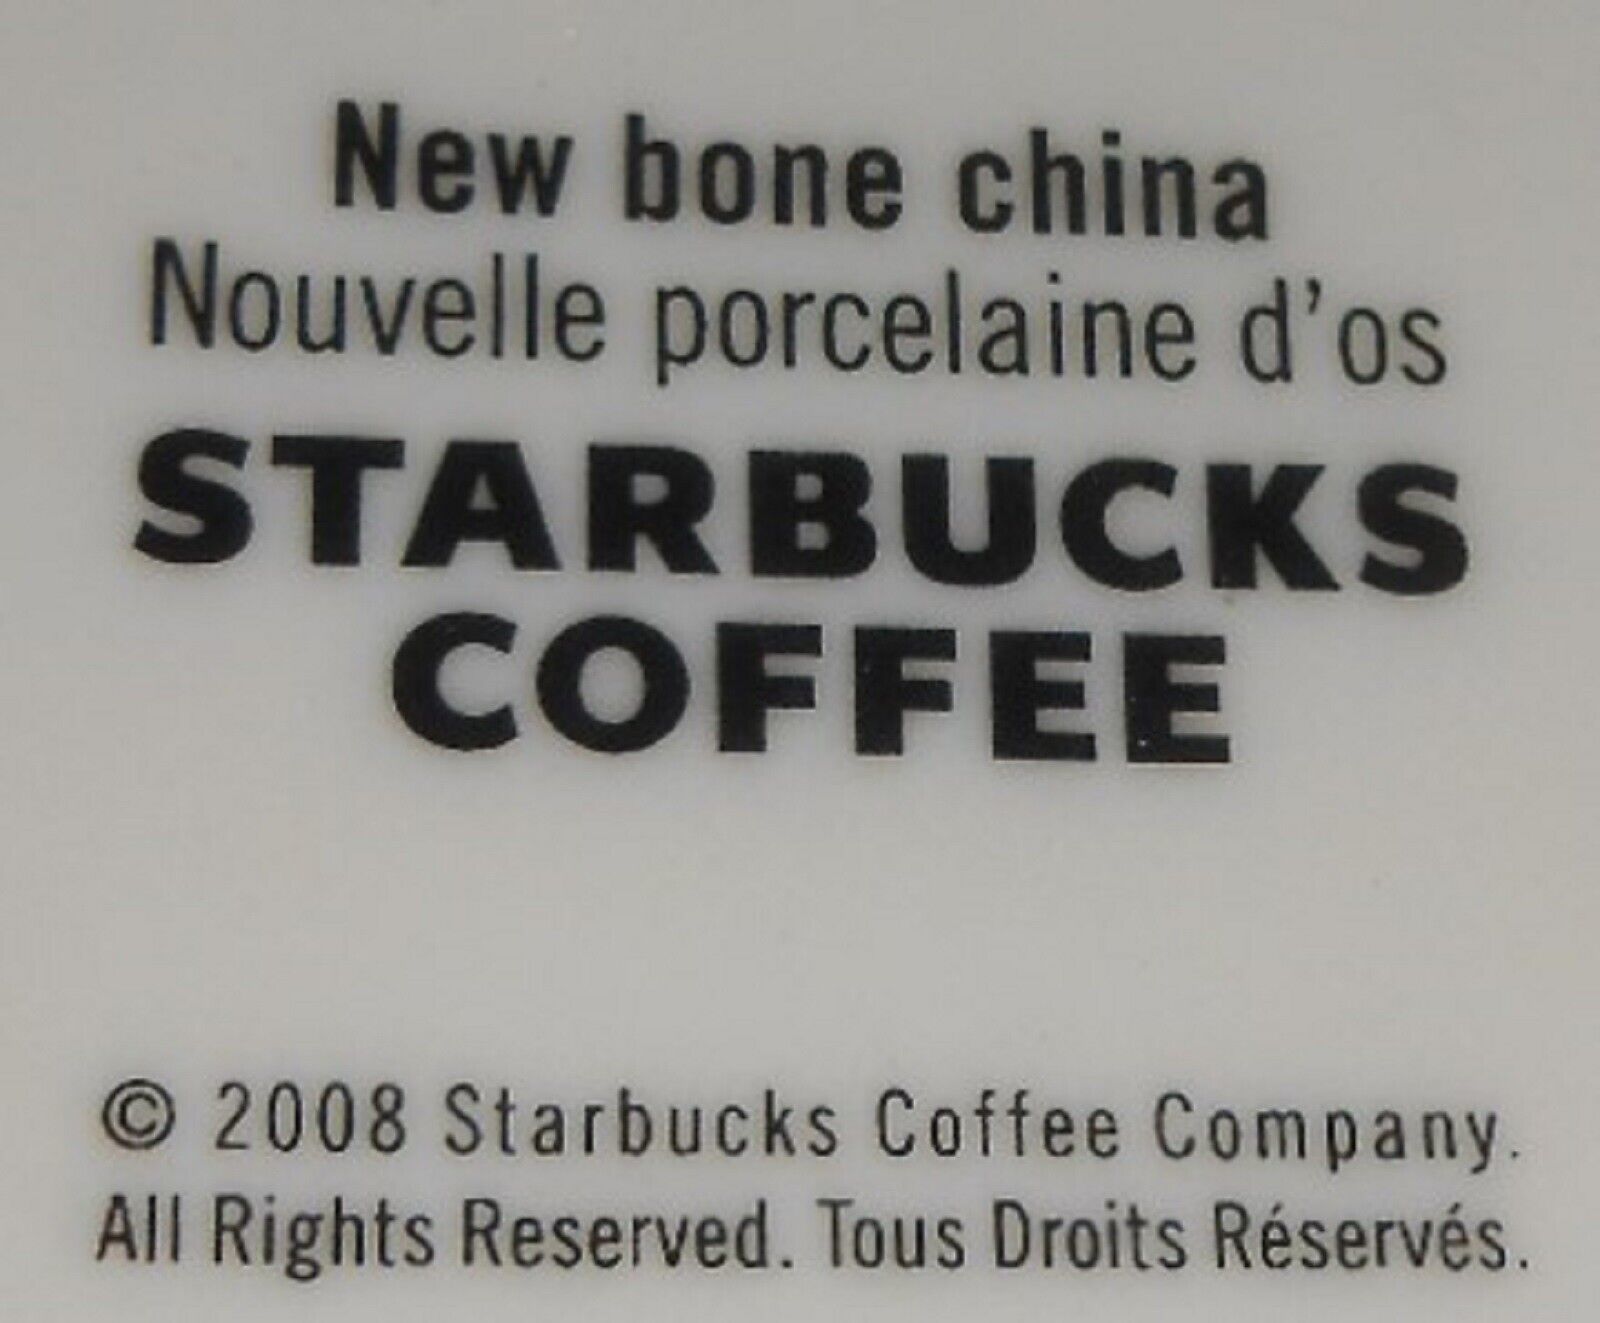 New bone china
Nouvelle porcelaine d'os
STARBUCKS
COFFEE
© 2008 Starbucks Coffee Company.
All Rights Reserved. Tous Droits Réservés.